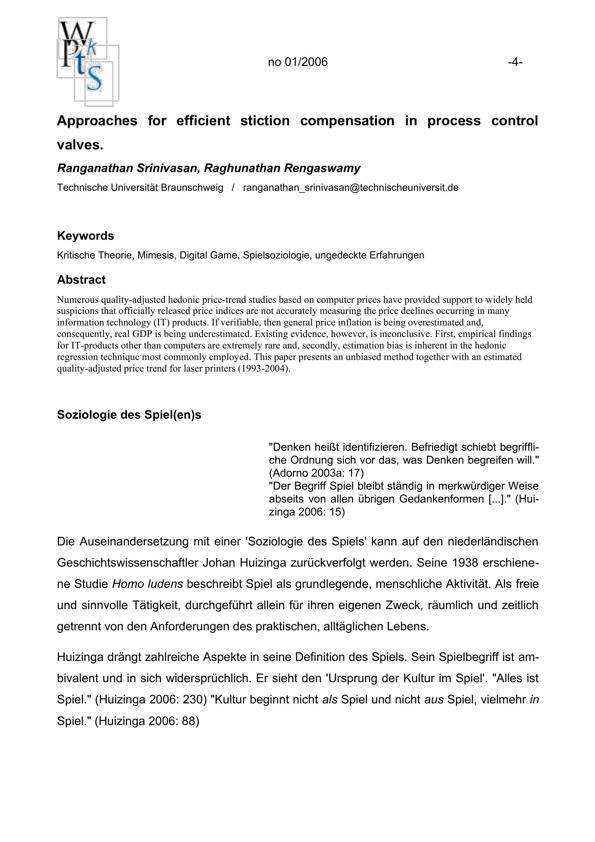 WPkts
no 01/2006 -4-
Approaches for efficient stiction compensation in process control
valves.
Ranganathan Srinivasan, Raghunathan Rengaswamy
Technische Universität Braunschweig / ranganathan_srinivasan@technischeuniversit.de
Keywords
Kritische Theorie, Mimesis, Digital Game, Spielsoziologie, ungedeckte Erfahrungen
Abstract
Numerous quality-adjusted hedonic price-trend studies based on computer prices have provided support to widely held
suspicions that officially released price indices are not accurately measuring the price declines occurring in many
information technology (IT) products. If verifiable, then general price inflation is being overestimated and,
consequently, real GDP is being underestimated. Existing evidence, however, is inconclusive. First, empirical findings
for IT-products other than computers are extremely rare and, secondly, estimation bias is inherent in the hedonic
regression technique most commonly employed. This paper presents an unbiased method together with an estimated
quality-adjusted price trend for laser printers (1993-2004).
Soziologie des Spiel(en)s
"Denken heißt identifizieren. Befriedigt schiebt begriffli-
che Ordnung sich vor das, was Denken begreifen will."
(Adorno 2003a: 17)
"Der Begriff Spiel bleibt ständig in merkwürdiger Weise
abseits von allen übrigen Gedankenformen [...]." (Hui-
zinga 2006: 15)
Die Auseinandersetzung mit einer 'Soziologie des Spiels' kann auf den niederländischen
Geschichtswissenschaftler Johan Huizinga zurückverfolgt werden. Seine 1938 erschiene-
ne Studie Homo ludens beschreibt Spiel als grundlegende, menschliche Aktivität. Als freie
und sinnvolle Tätigkeit, durchgeführt allein für ihren eigenen Zweck, räumlich und zeitlich
getrennt von den Anforderungen des praktischen, alltäglichen Lebens.
Huizinga drängt zahlreiche Aspekte in seine Definition des Spiels. Sein Spielbegriff ist am-
bivalent und in sich widersprüchlich. Er sieht den 'Ursprung der Kultur im Spiel'. "Alles ist
Spiel." (Huizinga 2006: 230) "Kultur beginnt nicht als Spiel und nicht aus Spiel, vielmehr in
Spiel." (Huizinga 2006: 88)